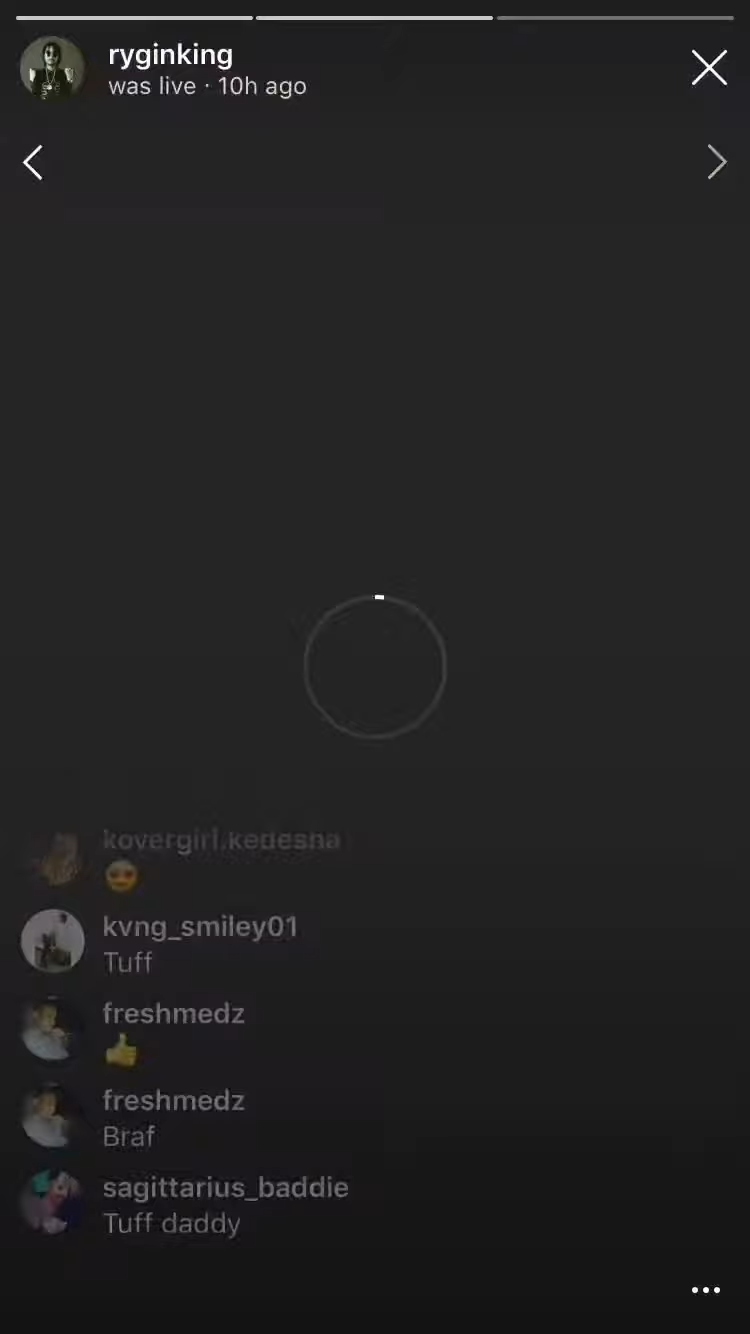 ryginking
was live · 10h ago
kovergirl.kedesha
😍
kvng_smiley01
Tuff
freshmedz
👍
freshmedz
Braf
sagittarius_baddie
Tuff daddy